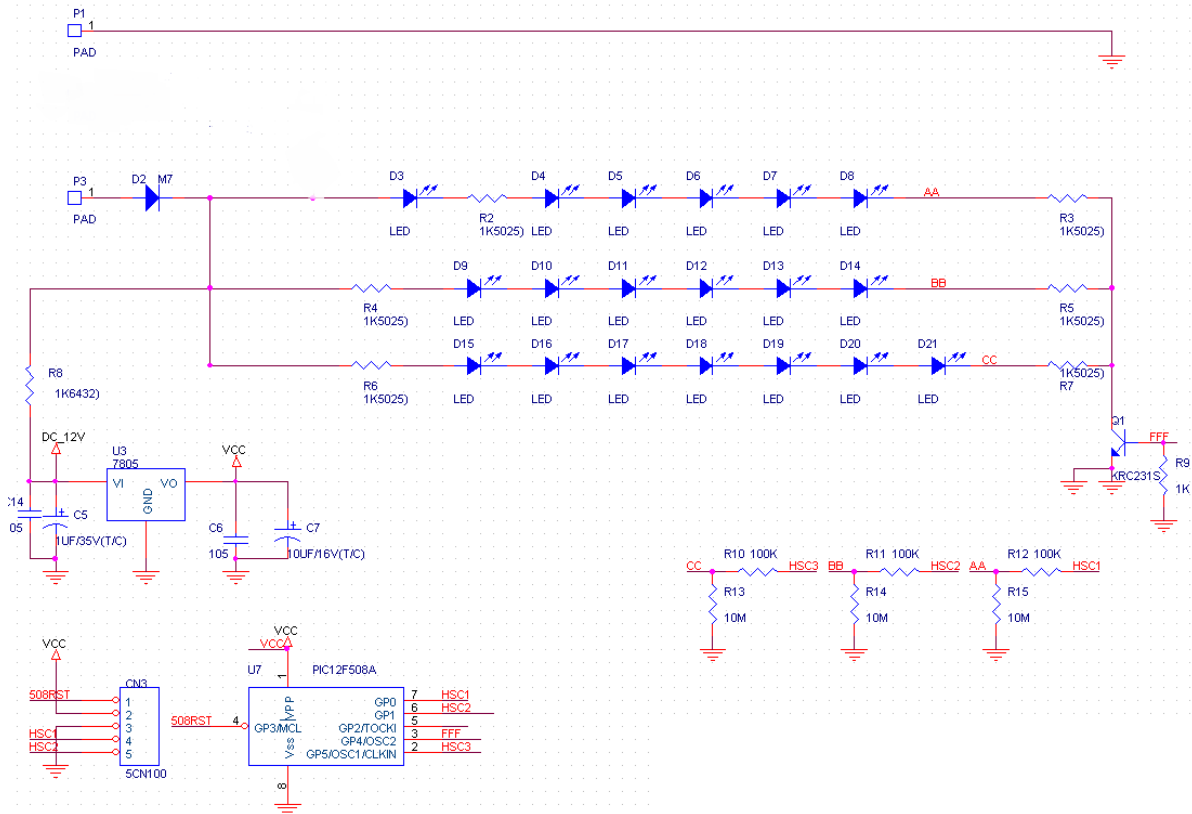 P1
1
PAD
P3
1
PAD
D2 M7
D3
LED
R2
1K5025)
D4
LED
D5
LED
D6
LED
D7
LED
D8
LED
AA
R3
1K5025)
R4
1K5025)
D9
LED
D10
LED
D11
LED
D12
LED
D13
LED
D14
LED
BB
R5
1K5025)
R6
1K5025)
D15
LED
D16
LED
D17
LED
D18
LED
D19
LED
D20
LED
D21
LED
CC
1K5025)
R7
R8
1K6432)
DC_12V
U3
7805
VI VO
GND
VCC
C14
05
C5
1UF/35V(T/C)
C6
105
C7
10UF/16V(T/C)
Q1
FFF
KRC231S
R9
1K
CC
R10 100K
HSC3
R13
10M
BB
R11 100K
HSC2
R14
10M
AA
R12 100K
HSC1
R15
10M
VCC
CN3
508RST
1
2
3
HSC1
4
HSC2
5
5CN100
VCC
VCC
U7 PIC12F508A
1
VPP
508RST
4
GP3/MCL
Vss
8
GP0 7 HSC1
GP1 6 HSC2
GP2/TOCKI 5
GP4/OSC2 3 FFF
GP5/OSC1/CLKIN 2 HSC3